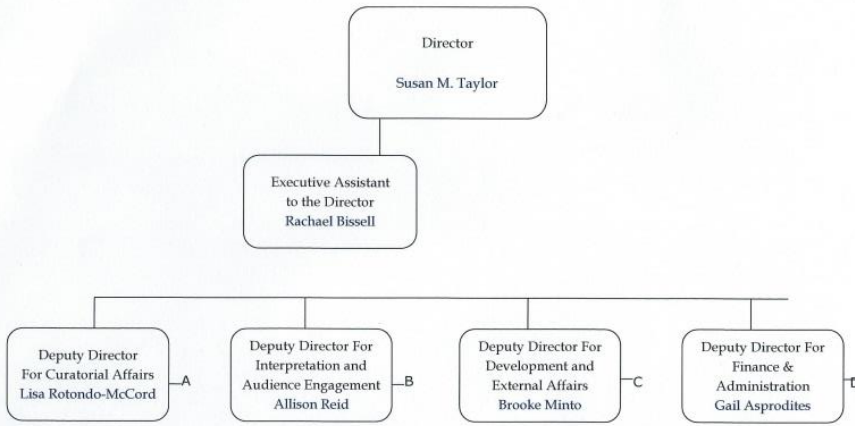 Director
Susan M. Taylor
Executive Assistant
to the Director
Rachael Bissell
Deputy Director
For Curatorial Affairs
Lisa Rotondo-McCord
A
Deputy Director For
Interpretation and
Audience Engagement
Allison Reid
B
Deputy Director For
Development and
External Affairs
Brooke Minto
C
Deputy Director For
Finance &
Administration
Gail Asprodites
D